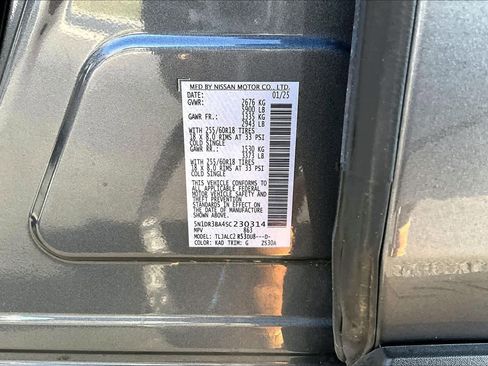 MFD BY NISSAN MOTOR CO., LTD.
DATE: 01/25
GVWR: 2676 KG
5900 LB
GAWR FR.: 1335 KG
2943 LB
WITH 255/60R18 TIRES
18 X 8.0 RIMS AT 33 PSI
COLD SINGLE
GAWR RR.: 1530 KG
3373 LB
WITH 255/60R18 TIRES
18 X 8.0 RIMS AT 33 PSI
COLD SINGLE
THIS VEHICLE CONFORMS TO
ALL APPLICABLE FEDERAL
MOTOR VEHICLE SAFETY AND
THEFT PREVENTION
STANDARDS IN EFFECT ON
THE DATE OF MANUFACTURE
SHOWN ABOVE.
5N1DR3BA4SC230314
MPV 863
MODEL: TLJALC2 R53DU8---D-
COLOR: KAD TRIM: G Z530A